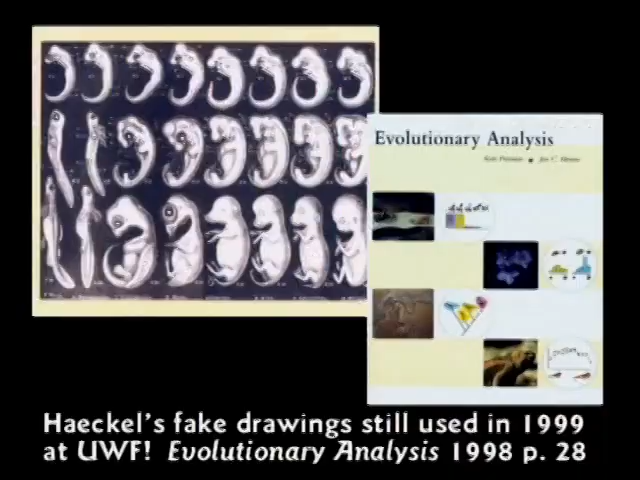 Evolutionary Analysis
Haeckel's fake drawings still used in 1999
at UWF! Evolutionary Analysis 1998 p. 28